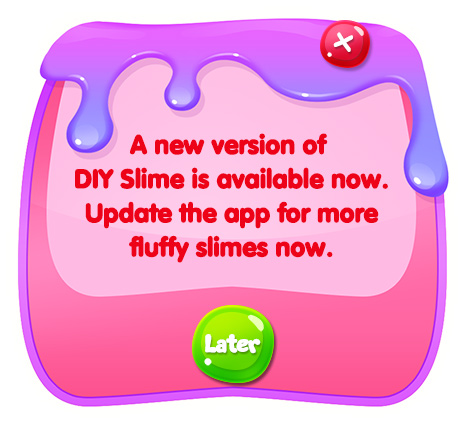 A new version of
DIY Slime is available now.
Update the app for more
fluffy slimes now.
Later